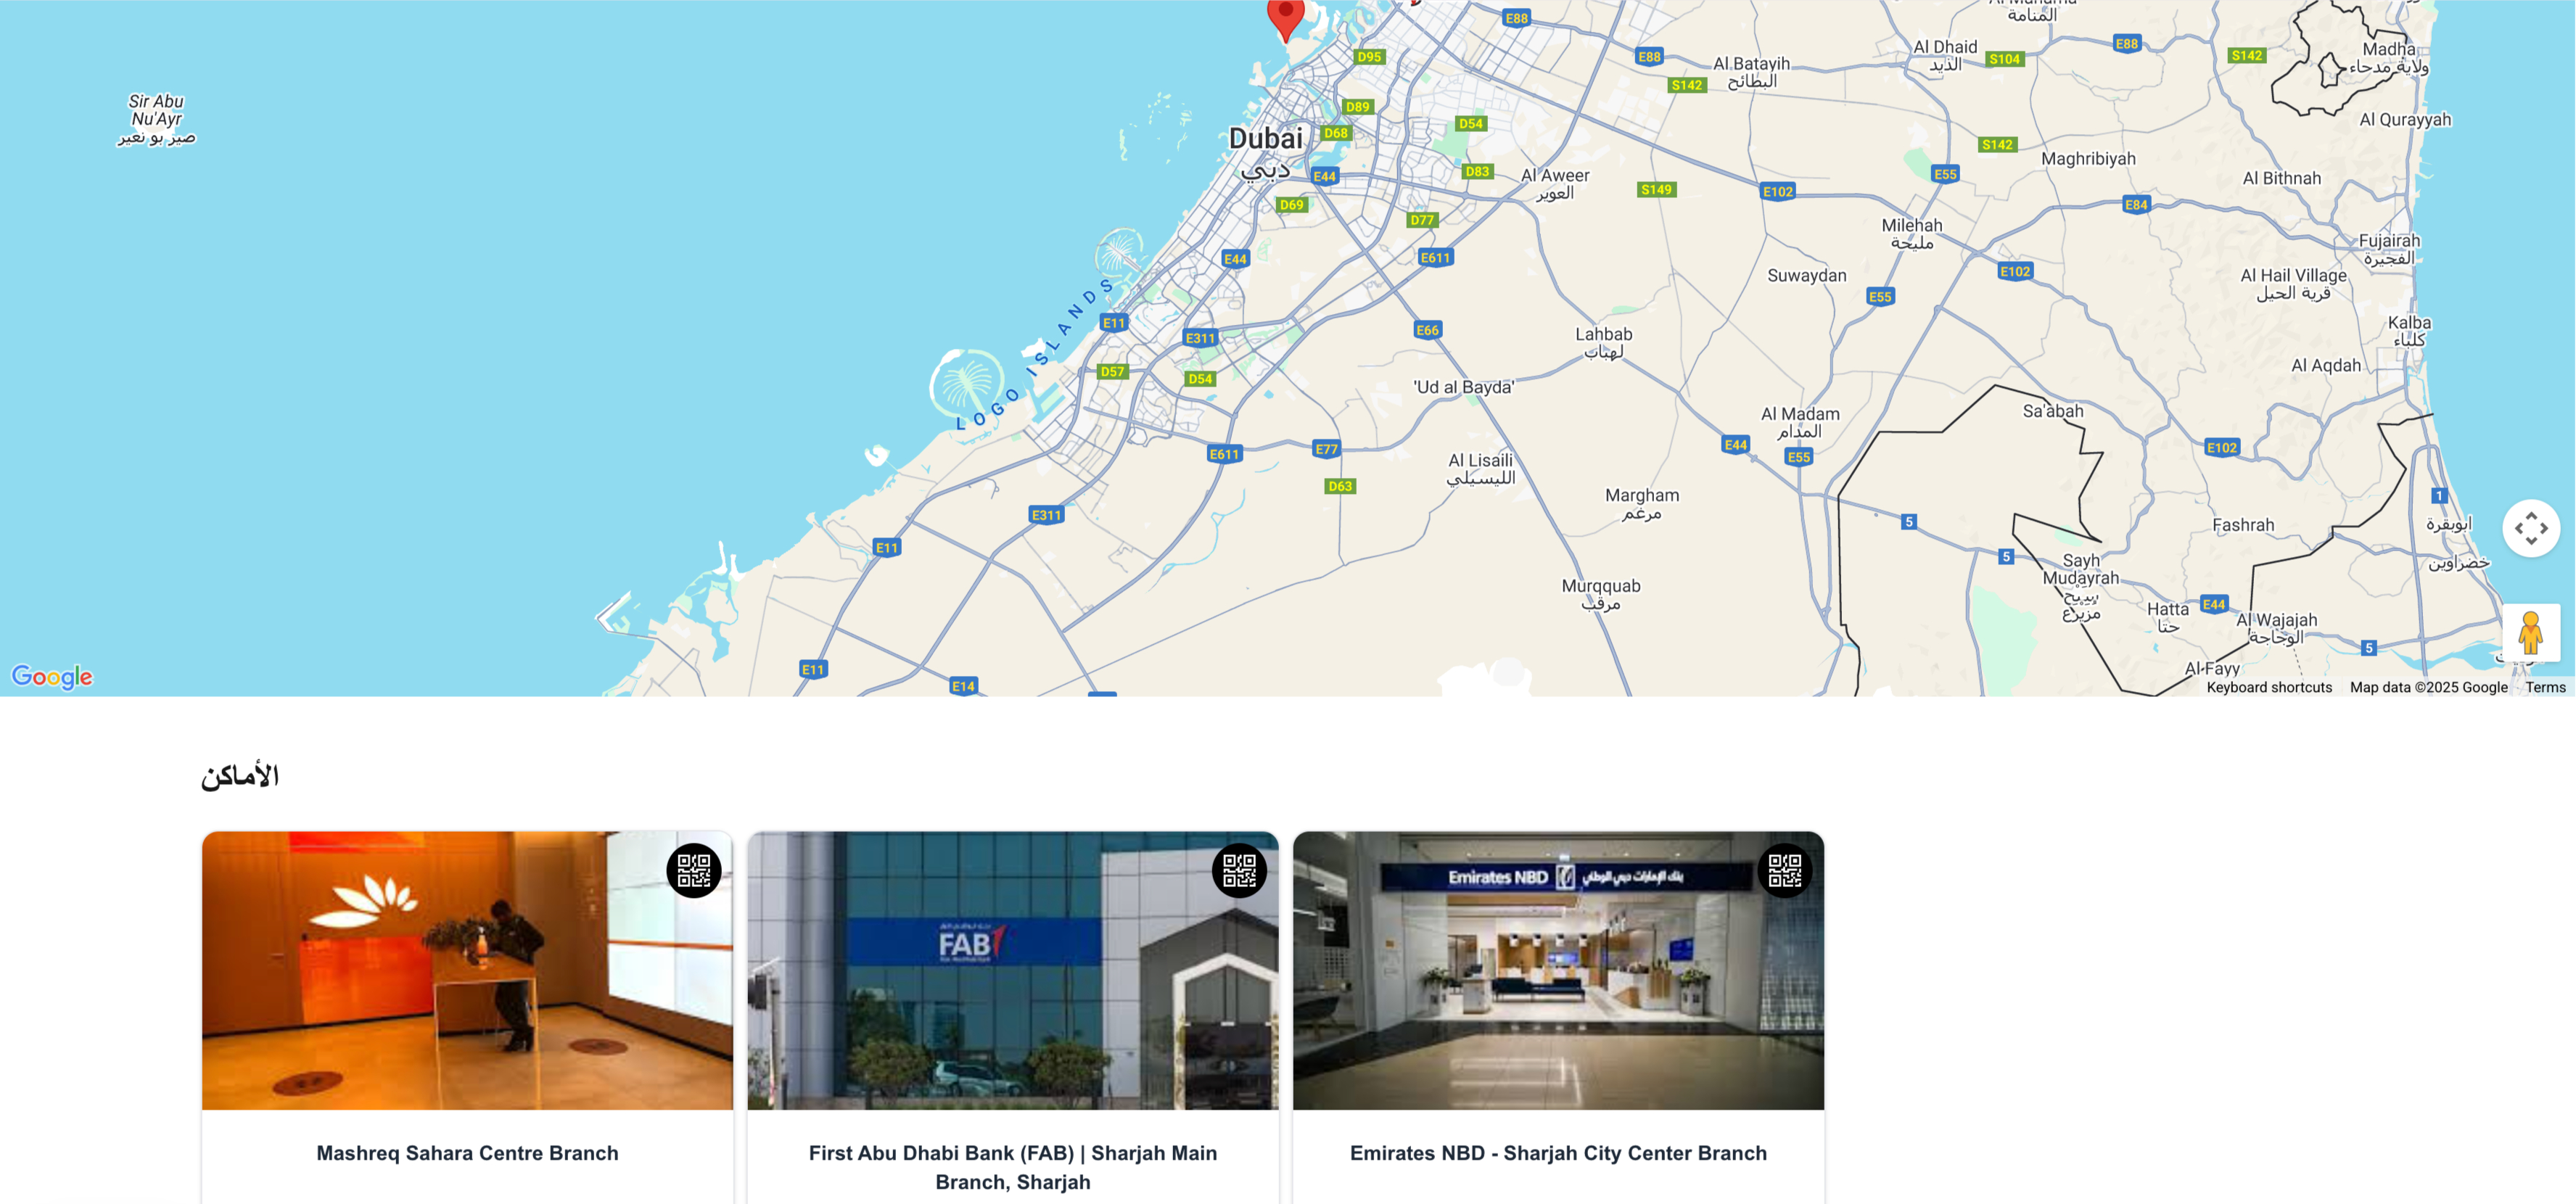 E88
Al Mahama
المنامة
D95
E88
Al Batayih
البطائح
S142
Al Dhaid
الذيد
S104
E88
S142
Madha
ولاية مدحاء
Sir Abu
Nu'Ayr
صير بو نعير
D89
D68
D54
Al Qurayyah
Dubai
دبي
E44
D83
Al Aweer
العوير
S149
E102
E55
S142
Maghribiyah
Al Bithnah
D69
D77
E84
Milehah
مليحة
Fujairah
الفجيرة
E44
E611
E102
Suwaydan
E55
Al Hail Village
قرية الحيل
LOGO ISLANDS
E11
E311
E66
Lahbab
لهباب
Kalba
كلباء
D57
D54
'Ud al Bayda'
Al Aqdah
Al Madam
المدام
Sa'abah
E611
E77
E44
E55
E102
Al Lisaili
الليسيلي
D63
Margham
مرغم
1
E311
5
Fashrah
ابوبقرة
E11
5
Sayh
Mudayrah
سيح
مزيرع
خضراوين
Murqquab
مرقب
Hatta
حتا
E44
Al Wajajah
الوجاجة
5
E11
E14
Al Fayy
Google
Keyboard shortcuts
Map data ©2025 Google
Terms
الأماكن
FAB
Emirates NBD بنك الإمارات دبي الوطني
Mashreq Sahara Centre Branch
First Abu Dhabi Bank (FAB) | Sharjah Main
Branch, Sharjah
Emirates NBD - Sharjah City Center Branch